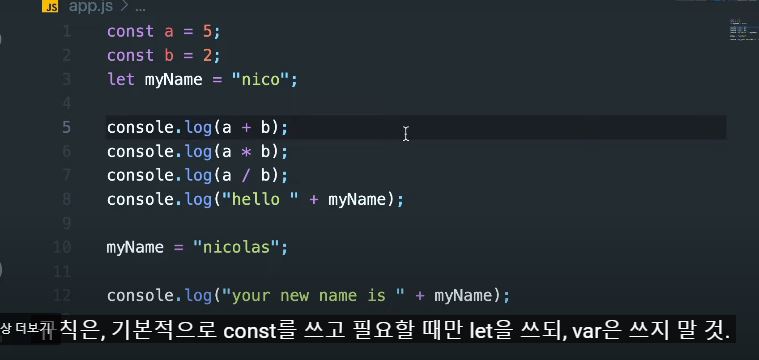 JS app.js > ...
1 const a = 5;
2 const b = 2;
3 let myName = "nico";
4
5 console.log(a + b);
6 console.log(a * b);
7 console.log(a / b);
8 console.log("hello " + myName);
9
10 myName = "nicolas";
11
12 console.log("your new name is " + myName);
상 더보기
칙은, 기본적으로 const를 쓰고 필요할 때만 let을 쓰되, var은 쓰지 말 것.